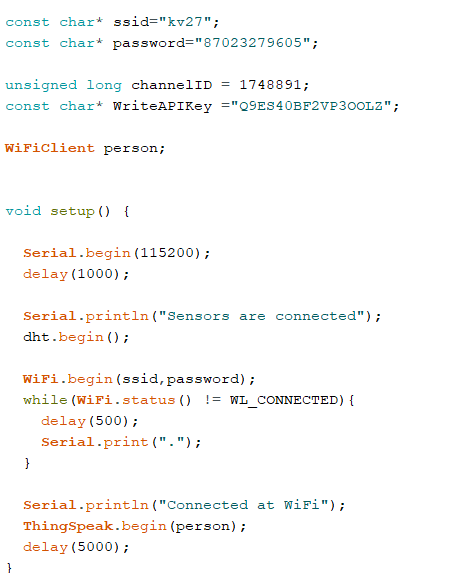 const char* ssid="kv27";
const char* password="87023279605";
unsigned long channelID = 1748891;
const char* WriteAPIKey ="Q9ES40BF2VP3OOLZ";
WiFiClient person;
void setup() {
Serial.begin(115200);
delay(1000);
Serial.println("Sensors are connected");
dht.begin();
WiFi.begin(ssid,password);
while(WiFi.status() != WL_CONNECTED){
delay(500);
Serial.print(".");
}
Serial.println("Connected at WiFi");
ThingSpeak.begin(person);
delay(5000);
}